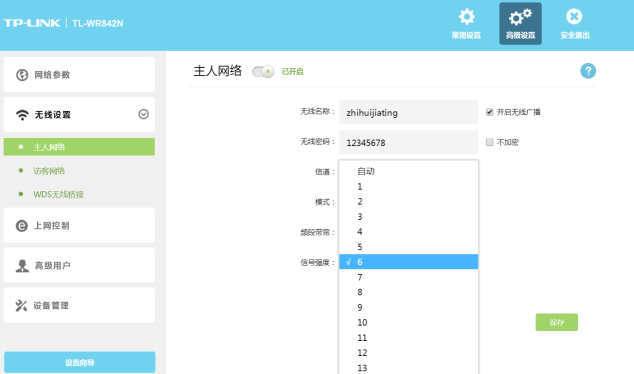 TP-LINK | TL-WR842N
常用设置
高级设置
安全退出
网络参数
无线设置
主人网络
访客网络
WDS无线桥接
上网控制
高级用户
设备管理
设置向导
主人网络 已开启
?
无线名称： zhihuijiating 开启无线广播
无线密码： 12345678 不加密
信道：
模式：
频段带宽：
信号强度：
自动
1
2
3
4
5
√ 6
7
8
9
10
11
12
13
保存